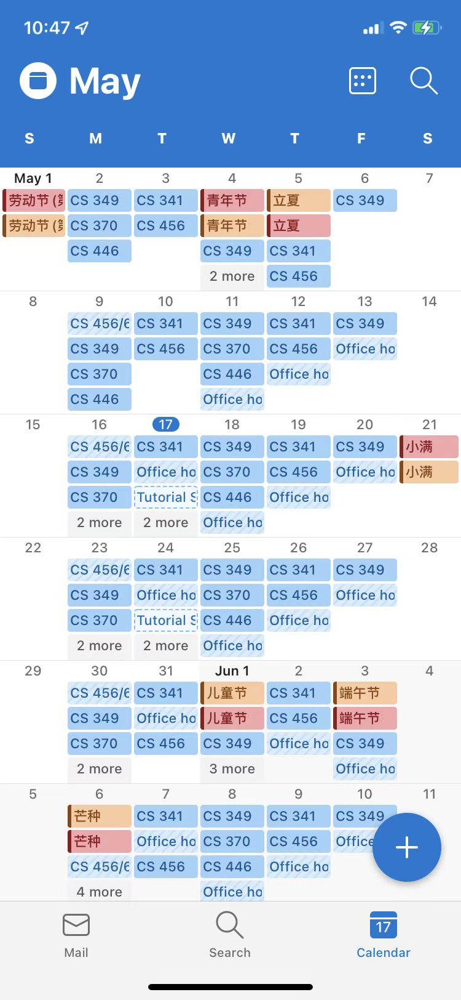 10:47
May
S M T W T F S
May 1 2 3 4 5 6 7
劳动节 (第 CS 349 CS 341 青年节 立夏 CS 349
劳动节 (第 CS 370 CS 456 青年节 立夏
CS 446 CS 349 CS 341
2 more CS 456
8 9 10 11 12 13 14
CS 456/6 CS 341 CS 349 CS 341 CS 349
CS 349 CS 456 CS 370 CS 456 Office ho
CS 370 CS 446 Office ho
CS 446 Office ho
15 16 17 18 19 20 21
CS 456/6 CS 341 CS 349 CS 341 CS 349 小满
CS 349 Office ho CS 370 CS 456 Office ho 小满
CS 370 Tutorial S CS 446 Office ho
2 more 2 more Office ho
22 23 24 25 26 27 28
CS 456/6 CS 341 CS 349 CS 341 CS 349
CS 349 Office ho CS 370 CS 456 Office ho
CS 370 Tutorial S CS 446 Office ho
2 more 2 more Office ho
29 30 31 Jun 1 2 3 4
CS 456/6 CS 341 儿童节 CS 341 端午节
CS 349 Office ho 儿童节 CS 456 端午节
CS 370 CS 456 CS 349 Office ho CS 349
2 more 3 more Office ho
5 6 7 8 9 10 11
芒种 CS 341 CS 349 CS 341 CS 349
芒种 Office ho CS 370 CS 456 Office
CS 456/6 CS 456 CS 446 Office ho
4 more Office ho
17
Mail Search Calendar